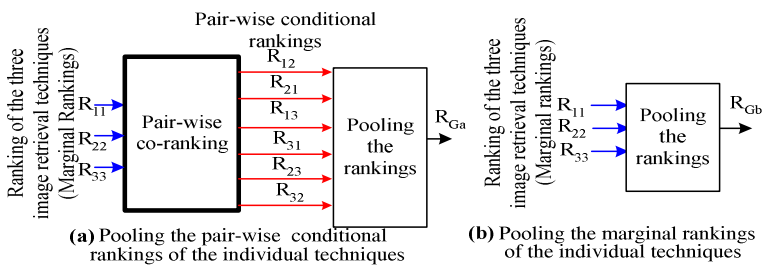 Pair-wise conditional
rankings
Ranking of the three
image retrieval techniques
(Marginal Rankings)
R11
R22
R33
Pair-wise
co-ranking
R12
R21
R13
R31
R23
R32
Pooling
the
rankings
RGa
(a) Pooling the pair-wise conditional
rankings of the individual techniques
Ranking of the three
image retrieval techniques
(Marginal rankings)
R11
R22
R33
Pooling
the
rankings
RGb
(b) Pooling the marginal rankings
of the individual techniques